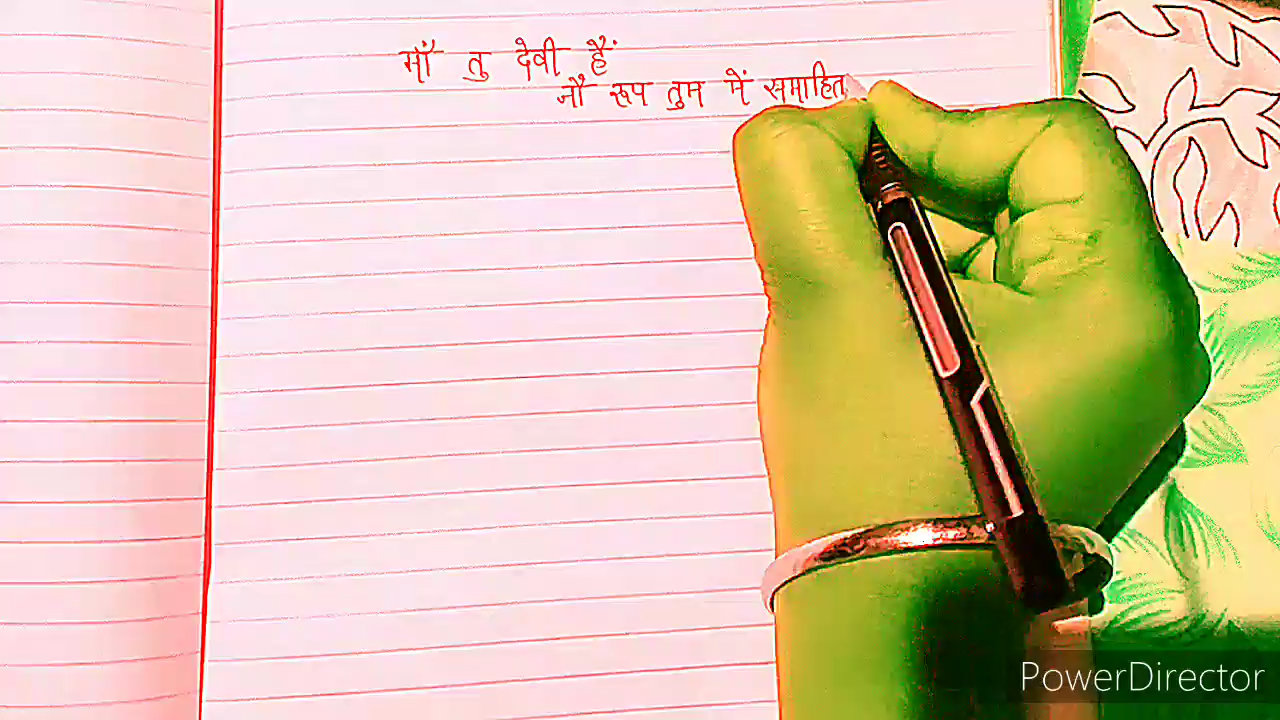 माँ तु देवी हैं
नौ रूप तुम में समाहित
PowerDirector